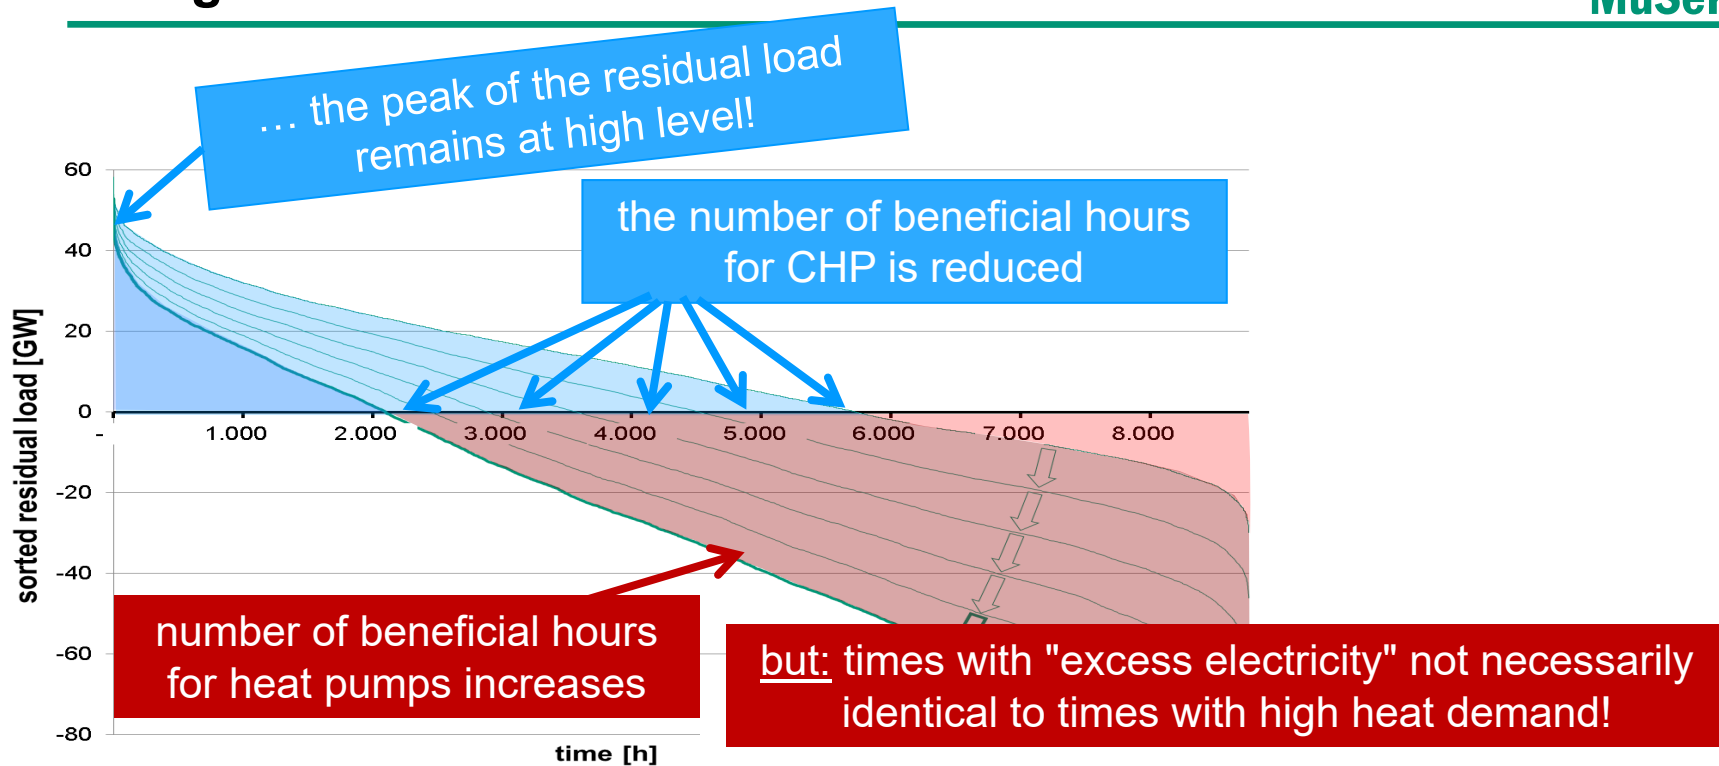 … the peak of the residual load
remains at high level!
the number of beneficial hours
for CHP is reduced
sorted residual load [GW]
60
40
20
0
-20
-40
-60
-80
- 1.000 2.000 3.000 4.000 5.000 6.000 7.000 8.000
number of beneficial hours
for heat pumps increases
but: times with "excess electricity" not necessarily
identical to times with high heat demand!
time [h]